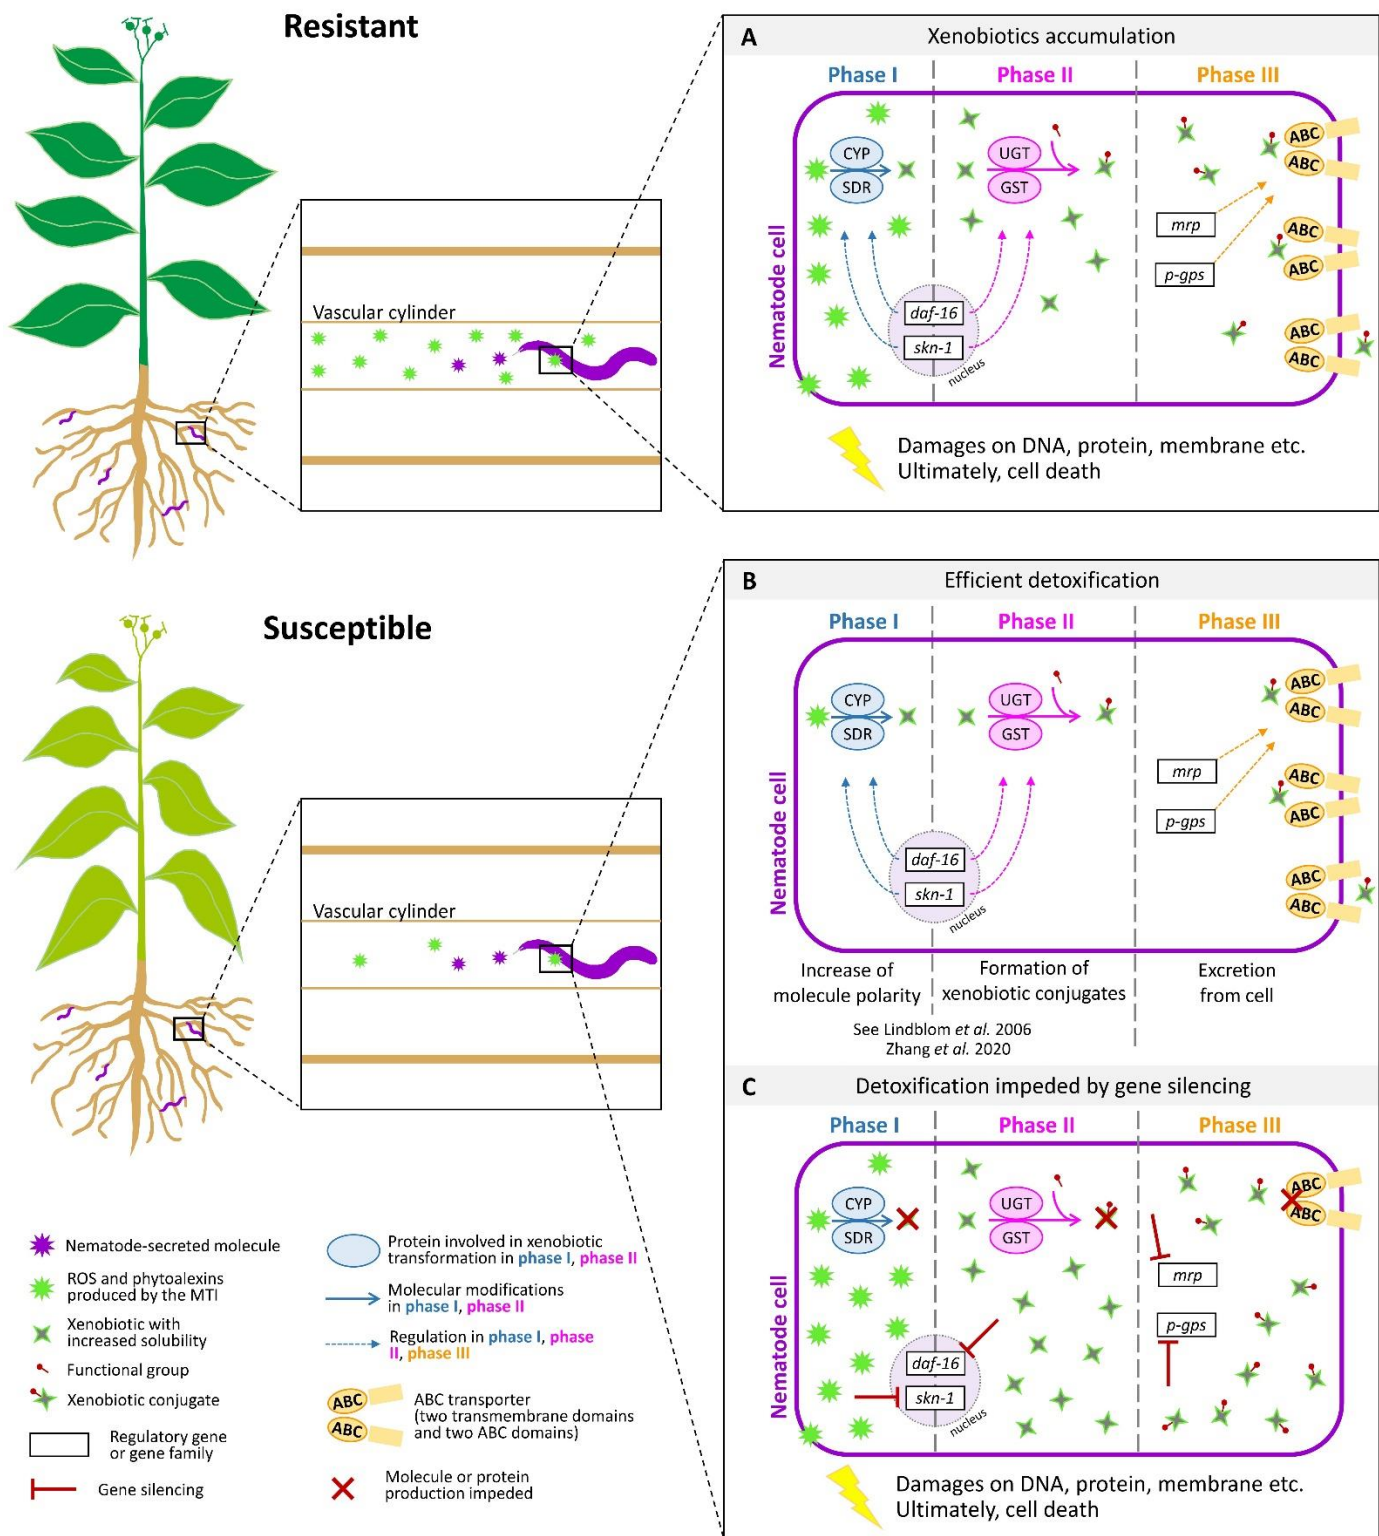 Resistant
Vascular cylinder
A
Xenobiotics accumulation
Phase I
Phase II
Phase III
Nematode cell
CYP
SDR
UGT
GST
ABC
ABC
mrp
ABC
p-gps
ABC
daf-16
skn-1
nucleus
ABC
ABC
Damages on DNA, protein, membrane etc.
Ultimately, cell death
Susceptible
Vascular cylinder
B
Efficient detoxification
Phase I
Phase II
Phase III
Nematode cell
CYP
SDR
UGT
GST
ABC
ABC
mrp
ABC
p-gps
ABC
daf-16
skn-1
nucleus
ABC
ABC
Increase of
molecule polarity
Formation of
xenobiotic conjugates
Excretion
from cell
See Lindblom et al. 2006
Zhang et al. 2020
C
Detoxification impeded by gene silencing
Phase I
Phase II
Phase III
Nematode cell
CYP
SDR
UGT
GST
ABC
ABC
mrp
p-gps
daf-16
skn-1
nucleus
Damages on DNA, protein, membrane etc.
Ultimately, cell death
Nematode-secreted molecule
ROS and phytoalexins
produced by the MTI
Xenobiotic with
increased solubility
Functional group
Xenobiotic conjugate
Regulatory gene
or gene family
Gene silencing
Protein involved in xenobiotic
transformation in phase I, phase II
Molecular modifications
in phase I, phase II
Regulation in phase I, phase
II, phase III
ABC
ABC
ABC transporter
(two transmembrane domains
and two ABC domains)
Molecule or protein
production impeded